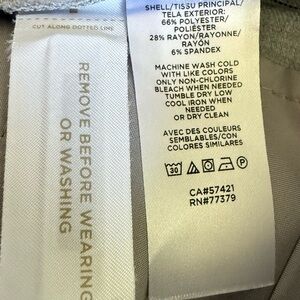 CUT ALONG DOTTED LINE
REMOVE BEFORE WEARING
OR WASHING
SHELL/TISSU PRINCIPAL/
TELA EXTERIOR:
66% POLYESTER/
POLIÉSTER
28% RAYON/RAYONNE/
RAYÓN
6% SPANDEX
MACHINE WASH COLD
WITH LIKE COLORS
ONLY NON-CHLORINE
BLEACH WHEN NEEDED
TUMBLE DRY LOW
COOL IRON WHEN
NEEDED
OR DRY CLEAN
AVEC DES COULEURS
SEMBLABLES/CON
COLORES SIMILARES
30
CA#57421
RN#77379